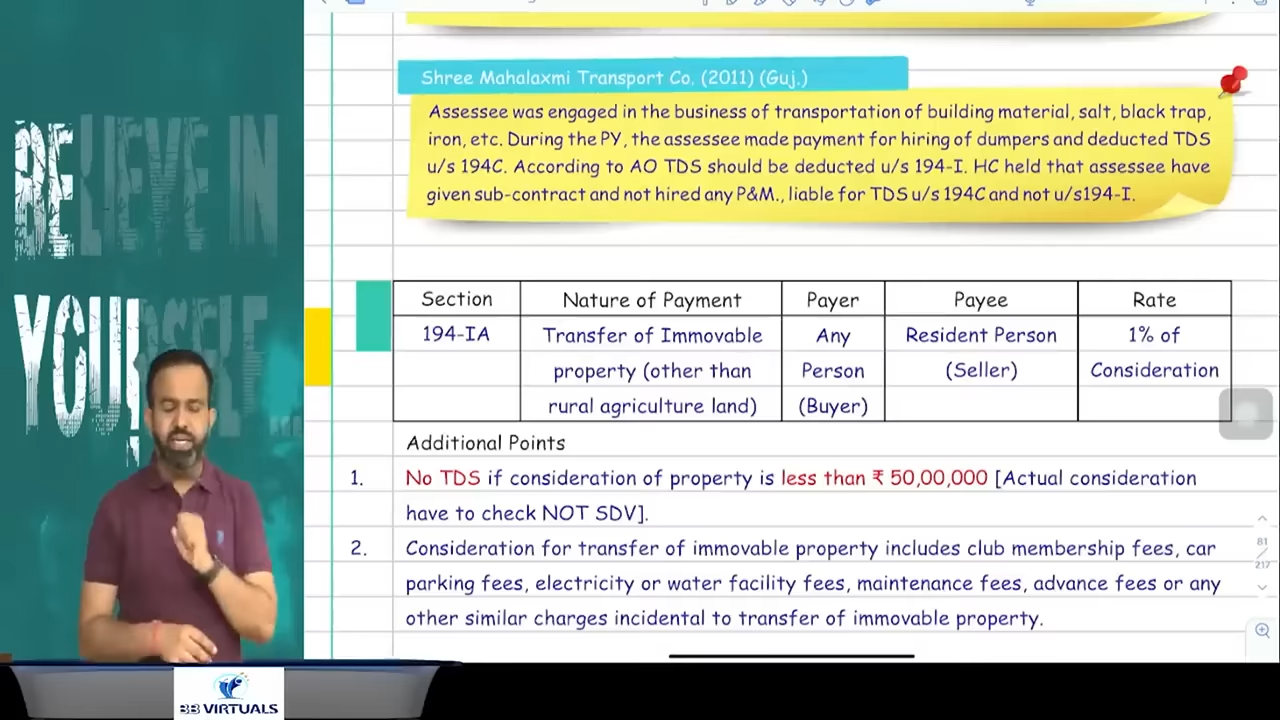 BELIEVE IN
YOURSELF
Shree Mahalaxmi Transport Co. (2011) (Guj.)
Assessee was engaged in the business of transportation of building material, salt, black trap,
iron, etc. During the PY, the assessee made payment for hiring of dumpers and deducted TDS
u/s 194C. According to AO TDS should be deducted u/s 194-I. HC held that assessee have
given sub-contract and not hired any P&M., liable for TDS u/s 194C and not u/s194-I.
Section Nature of Payment Payer Payee Rate
194-IA Transfer of Immovable Any Resident Person 1% of
property (other than Person (Seller) Consideration
rural agriculture land) (Buyer)
Additional Points
1. No TDS if consideration of property is less than ₹ 50,00,000 [Actual consideration
have to check NOT SDV].
2. Consideration for transfer of immovable property includes club membership fees, car
parking fees, electricity or water facility fees, maintenance fees, advance fees or any
other similar charges incidental to transfer of immovable property.
81
217
BB VIRTUALS